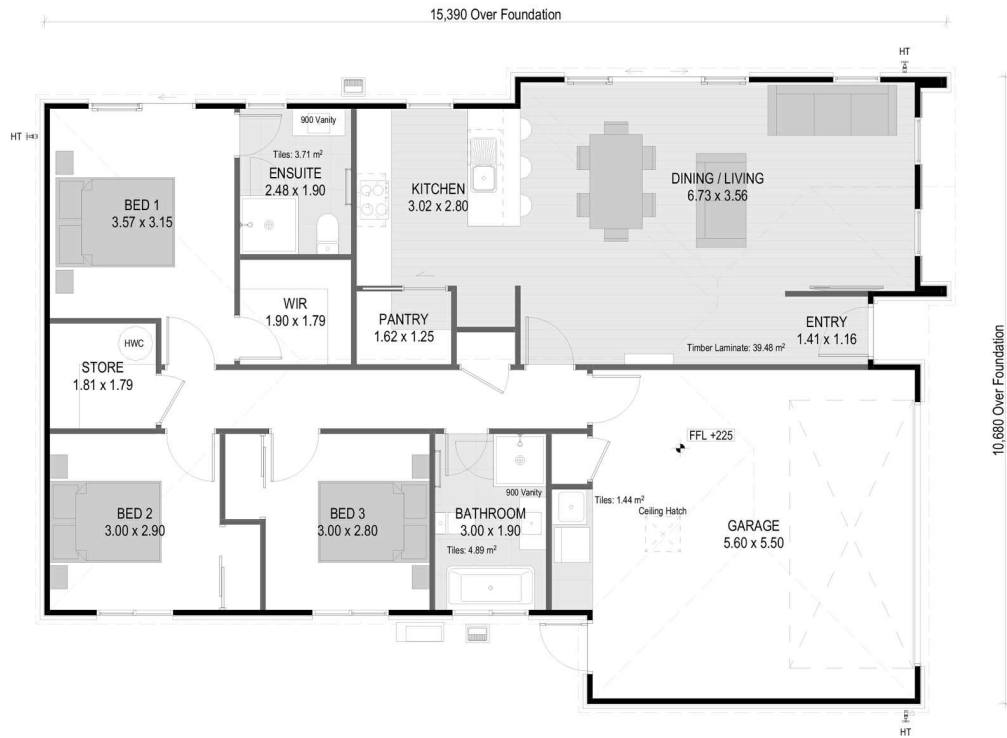 15,390 Over Foundation
HT
HT
900 Vanity
Tiles: 3.71 m²
ENSUITE
2.48 x 1.90
KITCHEN
3.02 x 2.80
DINING / LIVING
6.73 x 3.56
BED 1
3.57 x 3.15
WIR
1.90 x 1.79
PANTRY
1.62 x 1.25
ENTRY
1.41 x 1.16
Timber Laminate: 39.48 m²
HWC
STORE
1.81 x 1.79
10,680 Over Foundation
FFL +225
900 Vanity
Tiles: 1.44 m²
Ceiling Hatch
BED 2
3.00 x 2.90
BED 3
3.00 x 2.80
BATHROOM
3.00 x 1.90
Tiles: 4.89 m²
GARAGE
5.60 x 5.50
HT